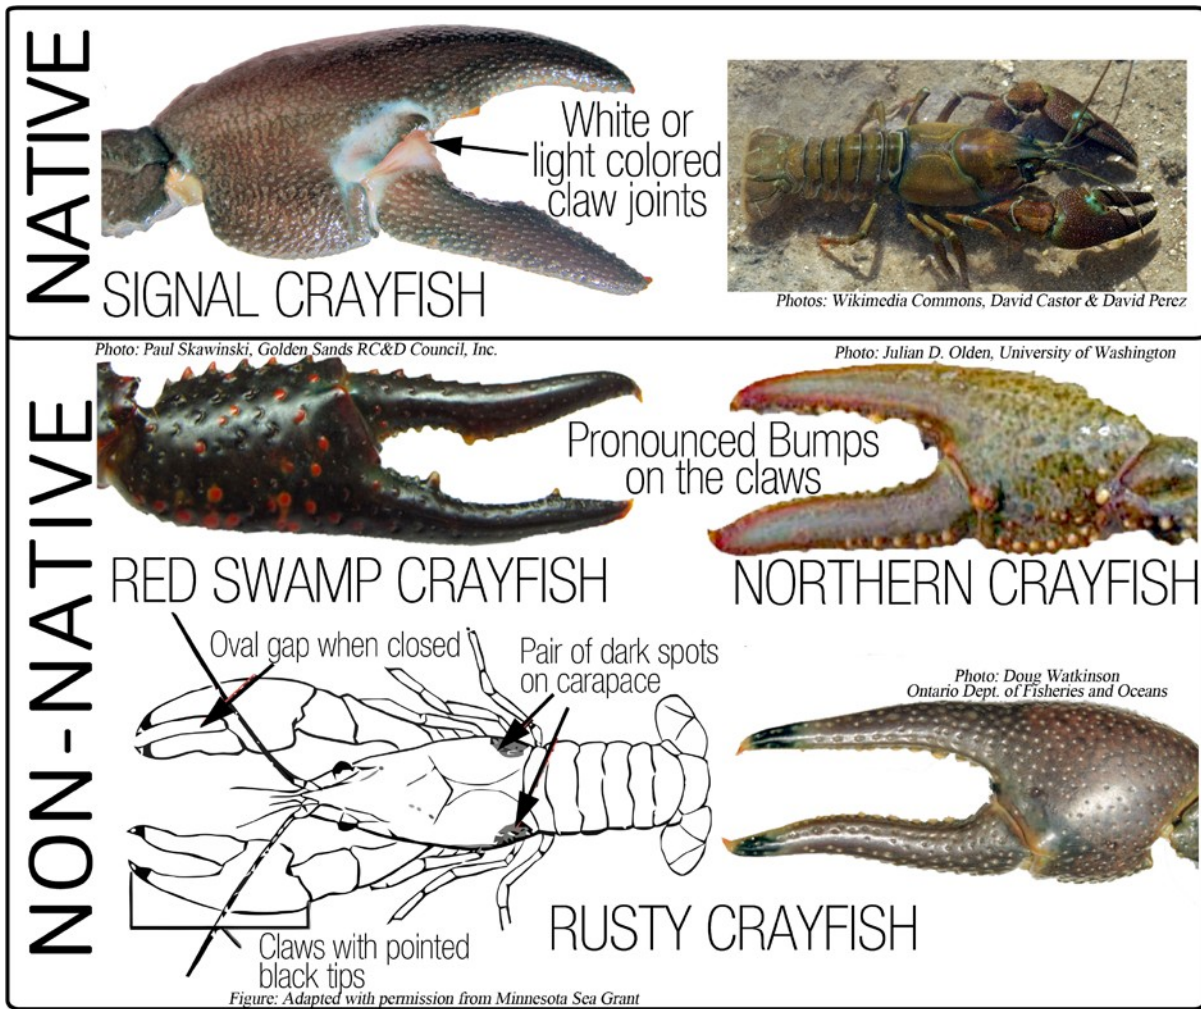 NATIVE
White or
light colored
claw joints
SIGNAL CRAYFISH
Photos: Wikimedia Commons, David Castor & David Perez
NON-NATIVE
Photo: Paul Skawinski, Golden Sands RC&D Council, Inc.
Photo: Julian D. Olden, University of Washington
Pronounced Bumps
on the claws
RED SWAMP CRAYFISH
NORTHERN CRAYFISH
Oval gap when closed
Pair of dark spots
on carapace
Photo: Doug Watkinson
Ontario Dept. of Fisheries and Oceans
RUSTY CRAYFISH
Claws with pointed
black tips
Figure: Adapted with permission from Minnesota Sea Grant